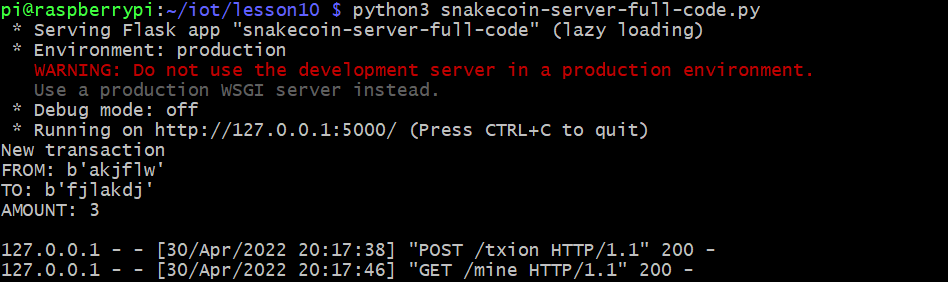 pi@raspberrypi:~/iot/lesson10 $ python3 snakecoin-server-full-code.py
 * Serving Flask app "snakecoin-server-full-code" (lazy loading)
 * Environment: production
   WARNING: Do not use the development server in a production environment.
   Use a production WSGI server instead.
 * Debug mode: off
 * Running on http://127.0.0.1:5000/ (Press CTRL+C to quit)
New transaction
FROM: b'akjflw'
TO: b'fjlakdj'
AMOUNT: 3
127.0.0.1 - - [30/Apr/2022 20:17:38] "POST /txion HTTP/1.1" 200 -
127.0.0.1 - - [30/Apr/2022 20:17:46] "GET /mine HTTP/1.1" 200 -